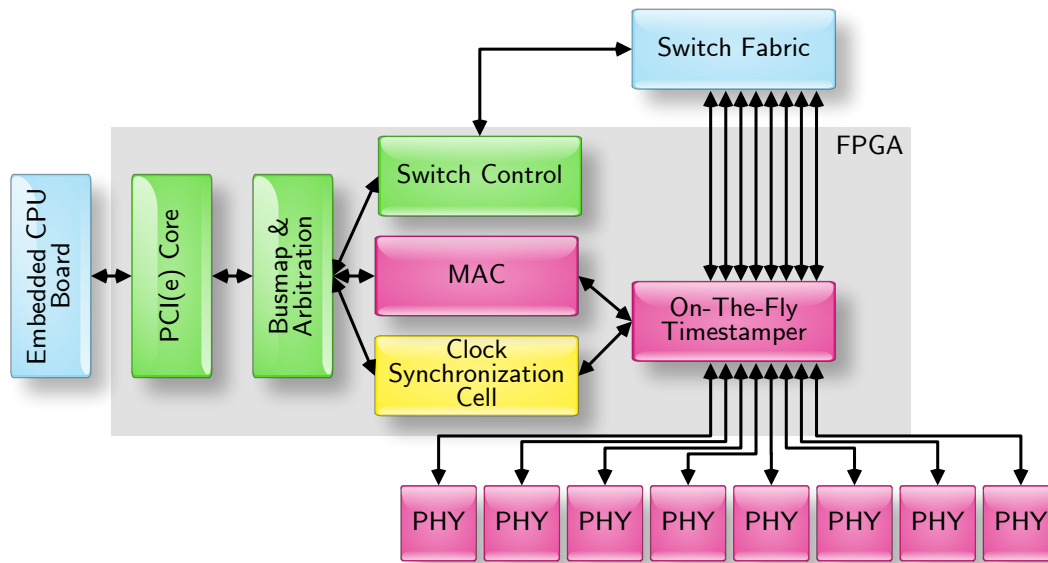 Switch Fabric
FPGA
Switch Control
Embedded CPU
Board
PCI(e) Core
Busmap &
Arbitration
MAC
On-The-Fly
Timestamper
Clock
Synchronization
Cell
PHY
PHY
PHY
PHY
PHY
PHY
PHY
PHY